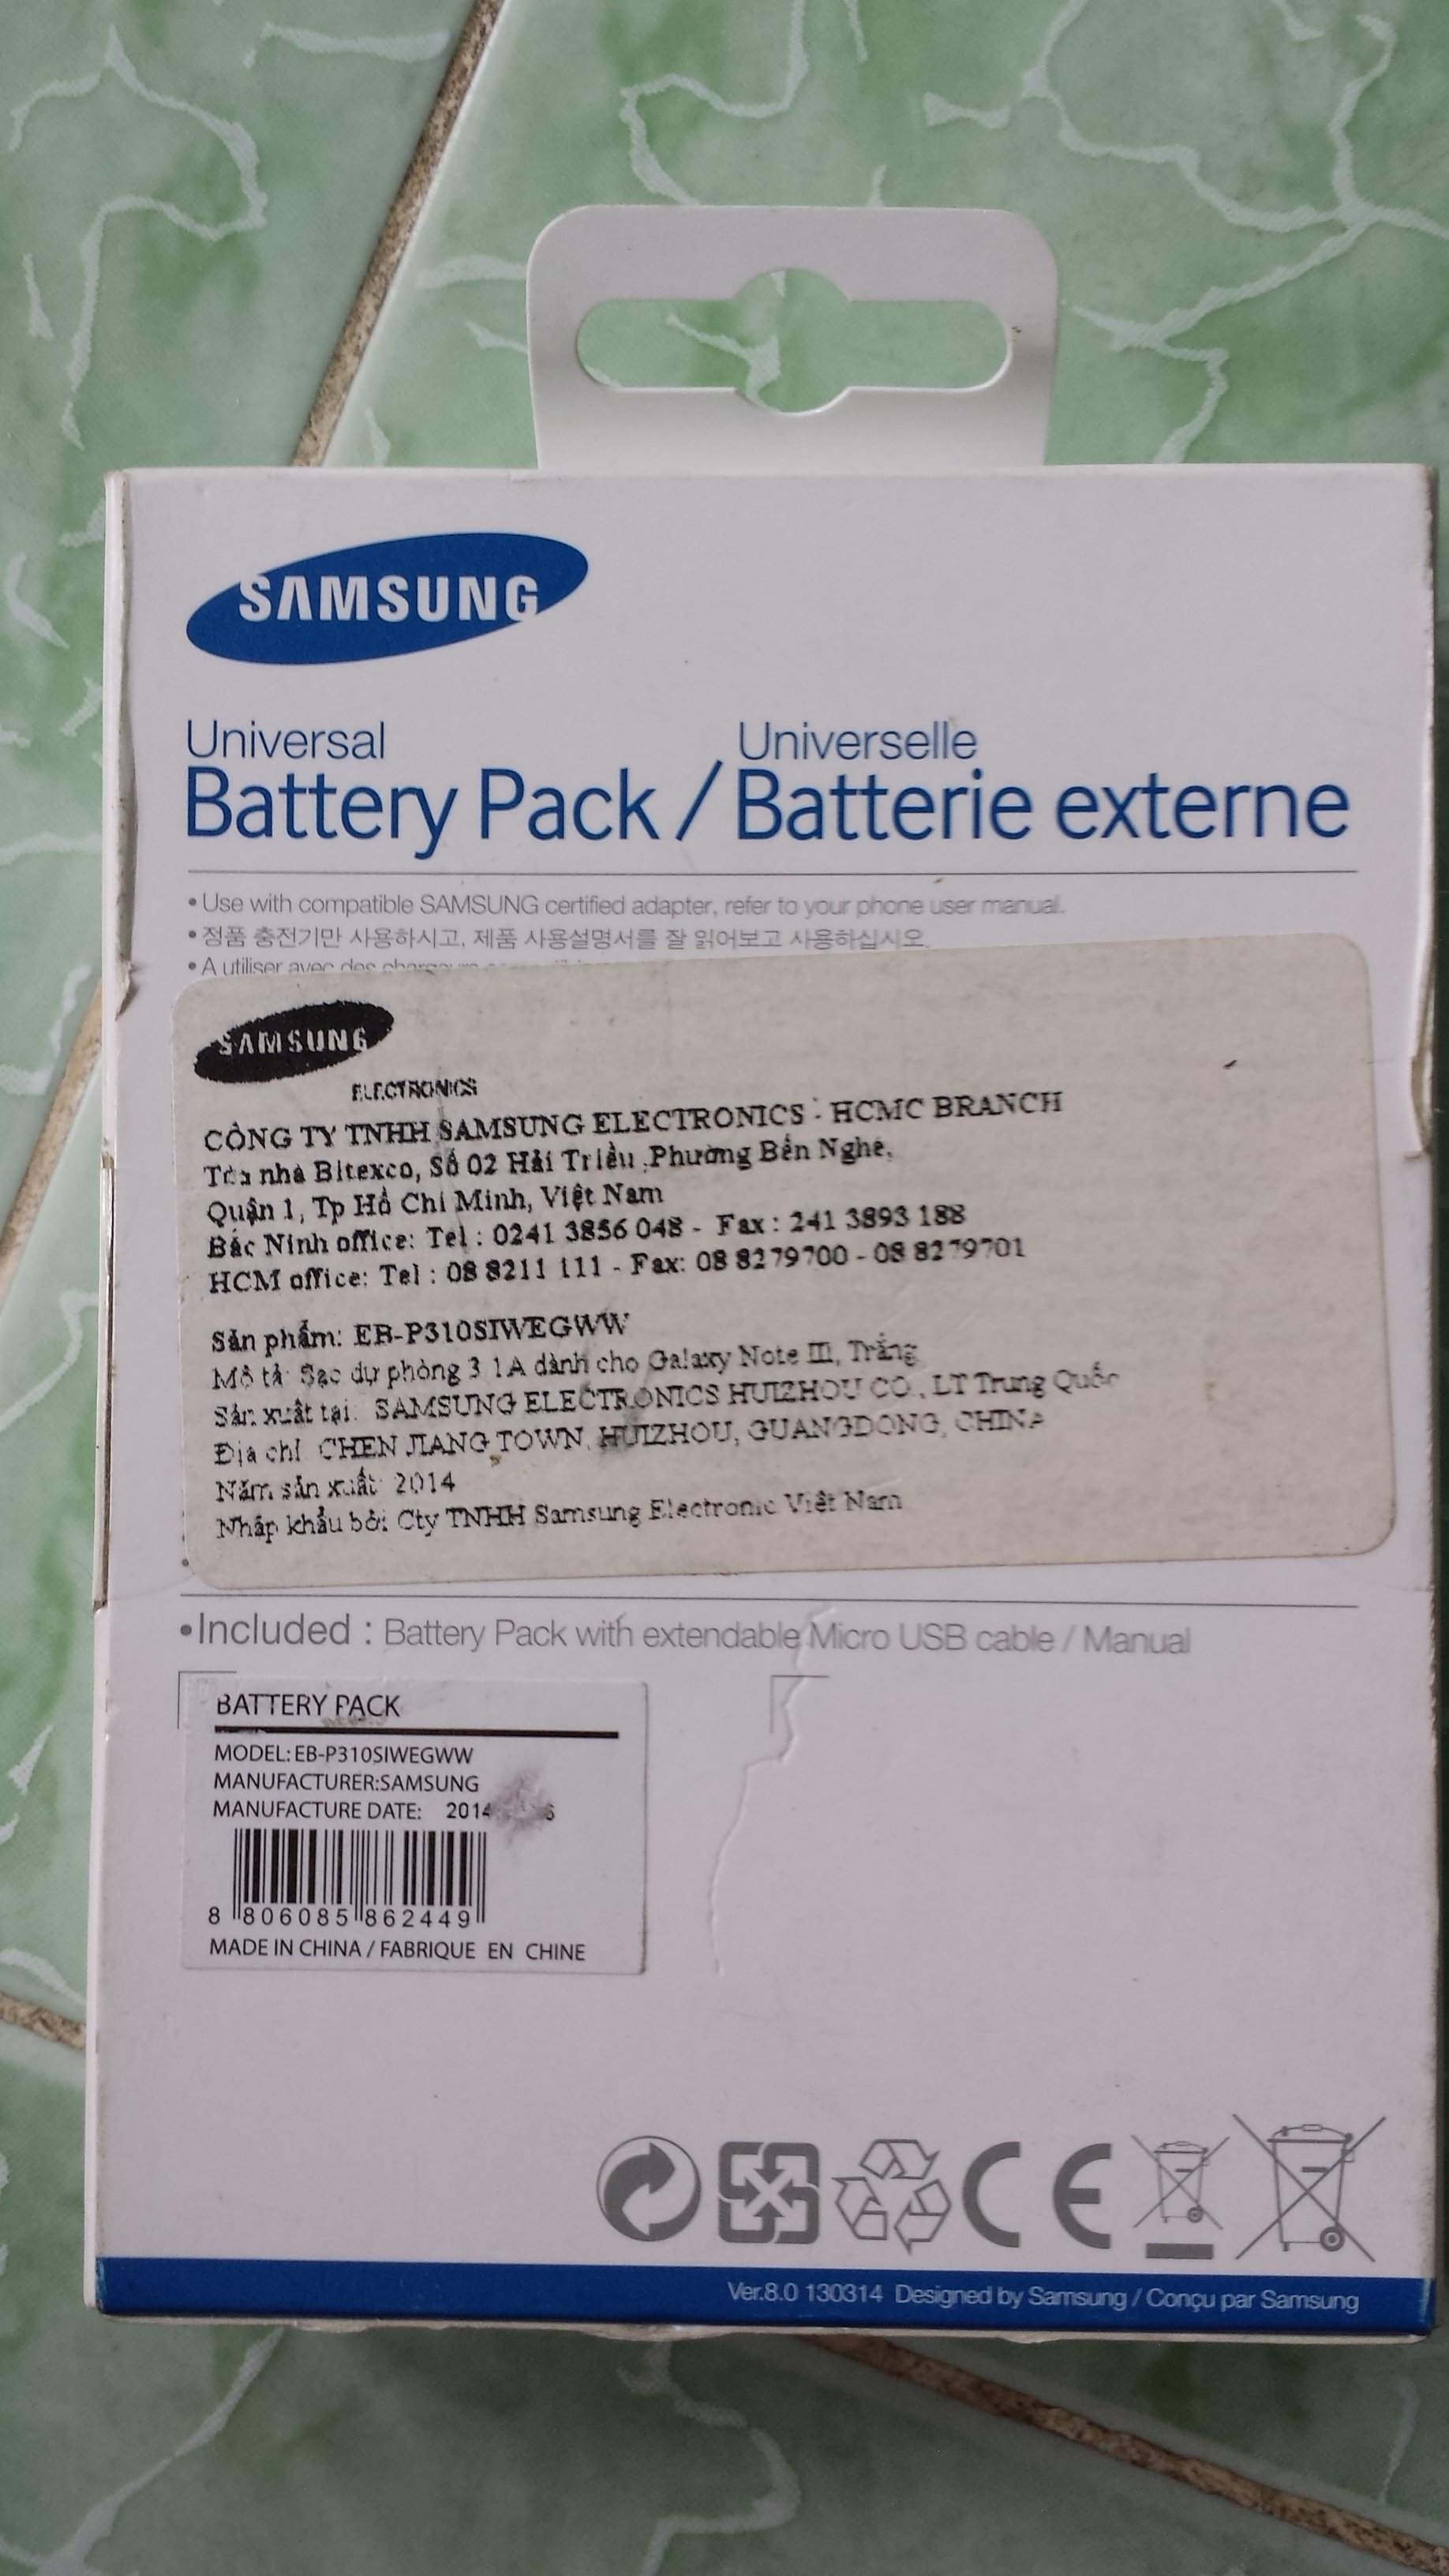 SAMSUNG
Universal
Battery Pack / Universelle Batterie externe
• Use with compatible SAMSUNG certified adapter, refer to your phone user manual.
• 정품 충전기만 사용하시고, 제품 사용설명서를 잘 읽어보고 사용하십시오.
• A utiliser avec des
SAMSUNG
ELECTRONICS
CÔNG TY TNHH SAMSUNG ELECTRONICS - HCMC BRANCH
Tòa nhà Bitexco, Số 02 Hải Triều ,Phường Bến Nghé,
Quận 1, Tp Hồ Chí Minh, Việt Nam
Bắc Ninh office: Tel : 0241 3856 048 - Fax : 241 3893 188
HCM office: Tel : 08 8211 111 - Fax: 08 8279700 - 08 8279701
Sản phẩm: EB-P310SIWEGWW
Mô tả: Sạc dự phòng 3.1A dành cho Galaxy Note III, Trắng
Sản xuất tại: SAMSUNG ELECTRONICS HUIZHOU CO., LT Trung Quốc
Địa chỉ: CHEN JIANG TOWN, HUIZHOU, GUANGDONG, CHINA
Năm sản xuất: 2014
Nhập khẩu bởi: Cty TNHH Samsung Electronic Việt Nam
•Included : Battery Pack with extendable Micro USB cable / Manual
BATTERY PACK
MODEL: EB-P310SIWEGWW
MANUFACTURER:SAMSUNG
MANUFACTURE DATE: 2014
8 806085 862449
MADE IN CHINA / FABRIQUE EN CHINE
CE
Ver.8.0 130314 Designed by Samsung / Conçu par Samsung